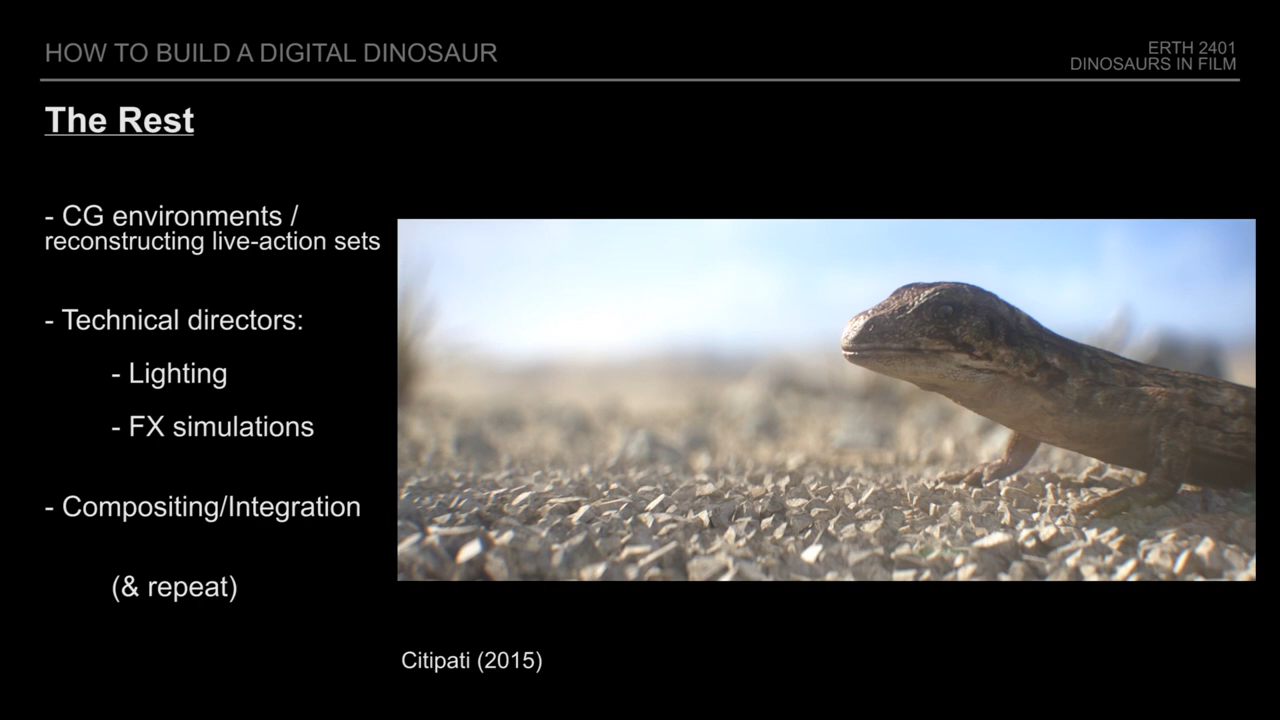 HOW TO BUILD A DIGITAL DINOSAUR
ERTH 2401
DINOSAURS IN FILM
The Rest
- CG environments /
reconstructing live-action sets
- Technical directors:
- Lighting
- FX simulations
- Compositing/Integration
(& repeat)
Citipati (2015)